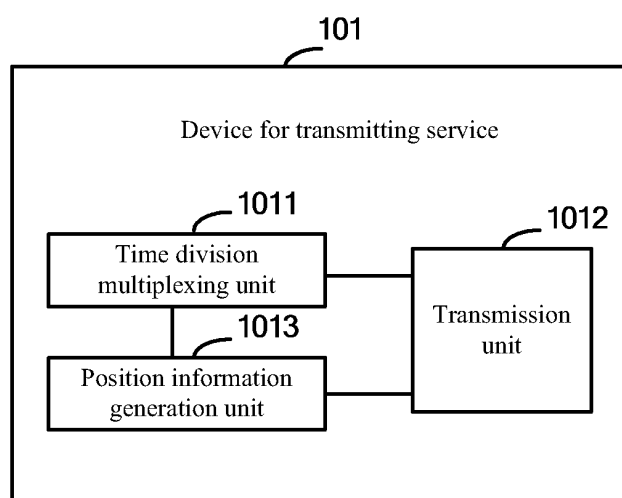 101
Device for transmitting service
1011
Time division
multiplexing unit
1012
Transmission
unit
1013
Position information
generation unit